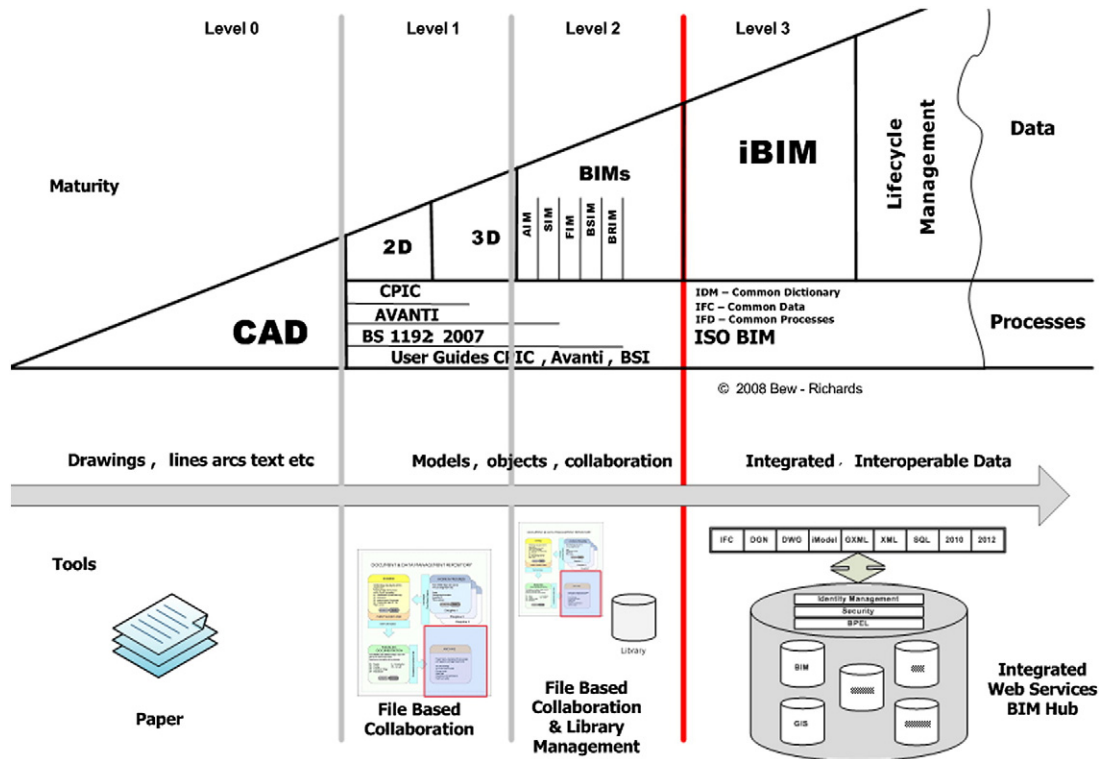 Level 0
Level 1
Level 2
Level 3
Maturity
CAD
2D
3D
BIMs
AIM
SIM
FIM
BSIM
BRIM
iBIM
Lifecycle
Management
Data
CPIC
AVANTI
BS 1192: 2007
User Guides CPIC , Avanti , BSI
IDM – Common Dictionary
IFC – Common Data
IFD – Common Processes
ISO BIM
Processes
© 2008 Bew - Richards
Drawings , lines arcs text etc
Models , objects , collaboration
Integrated , Interoperable Data
Tools
Paper
DOCUMENT & DATA MANAGEMENT REPOSITORY
File Based
Collaboration
Library
File Based
Collaboration
& Library
Management
IFC DGN DWG iModel GXML XML SQL 2010 2012
Identity Management
Security
BPEL
BIM
GIS
Integrated
Web Services
BIM Hub